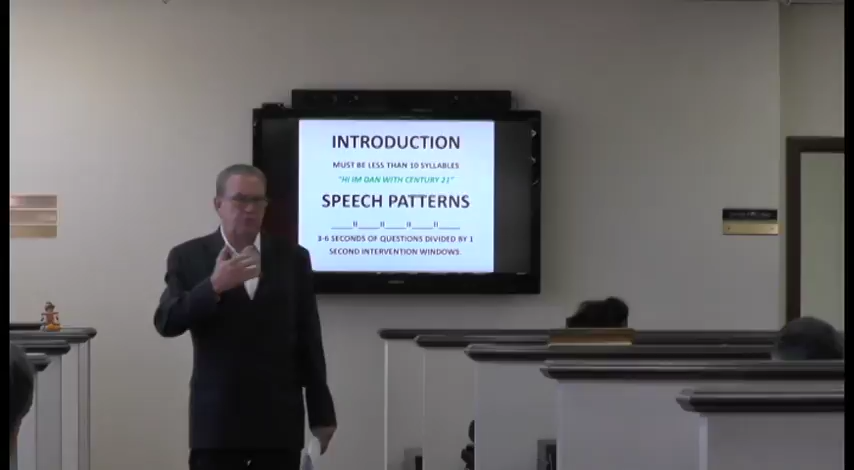 INTRODUCTION
MUST BE LESS THAN 10 SYLLABLES
"HI IM DAN WITH CENTURY 21"
SPEECH PATTERNS
_____II_____II_____II_____II_____
3-6 SECONDS OF QUESTIONS DIVIDED BY 1
SECOND INTERVENTION WINDOWS